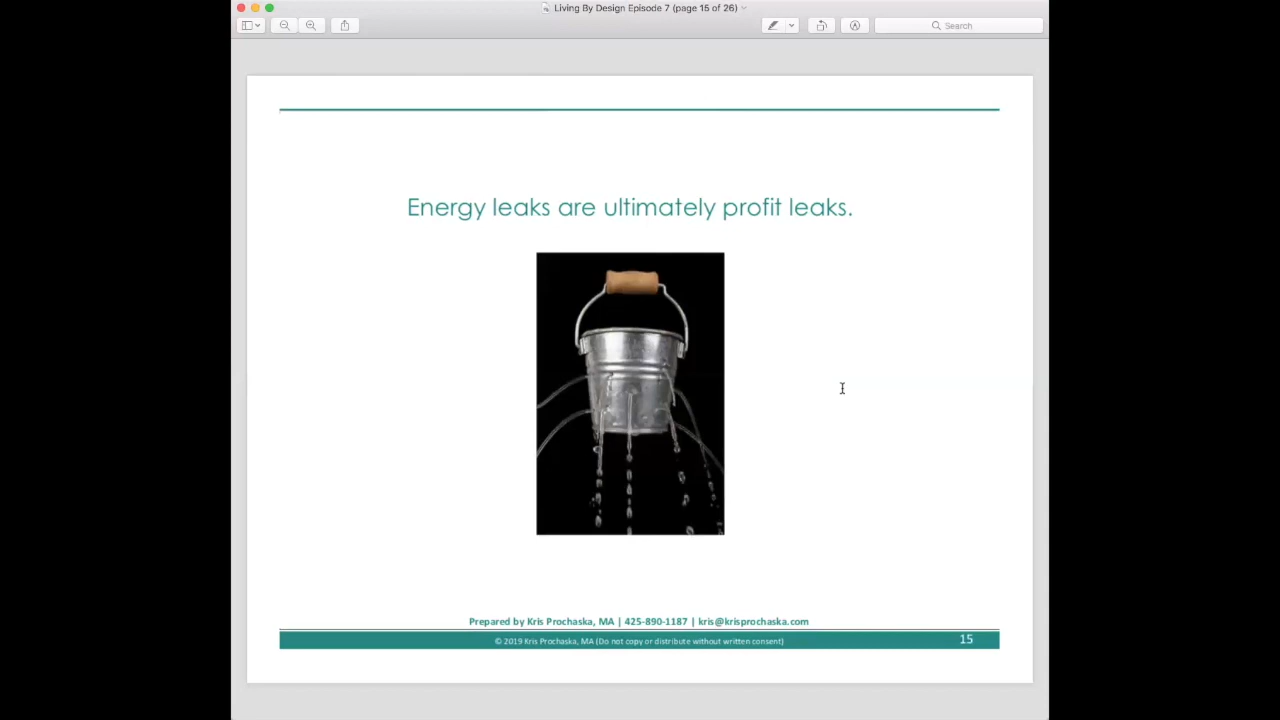 Living By Design Episode 7 (page 15 of 26)
Search
Energy leaks are ultimately profit leaks.
Prepared by Kris Prochaska, MA | 425-890-1187 | kris@krisprochaska.com
© 2019 Kris Prochaska, MA (Do not copy or distribute without written consent)
15